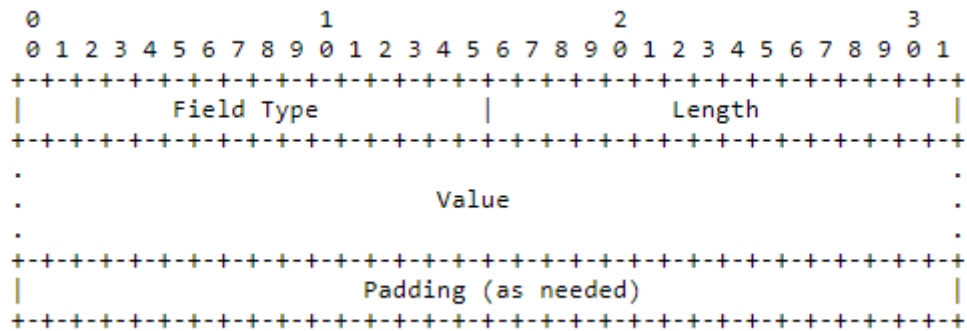 0                   1                   2                   3
0 1 2 3 4 5 6 7 8 9 0 1 2 3 4 5 6 7 8 9 0 1 2 3 4 5 6 7 8 9 0 1
+-+-+-+-+-+-+-+-+-+-+-+-+-+-+-+-+-+-+-+-+-+-+-+-+-+-+-+-+-+-+-+-+
|          Field Type           |            Length             |
+-+-+-+-+-+-+-+-+-+-+-+-+-+-+-+-+-+-+-+-+-+-+-+-+-+-+-+-+-+-+-+-+
.                                                               .
.                            Value                              .
.                                                               .
+-+-+-+-+-+-+-+-+-+-+-+-+-+-+-+-+-+-+-+-+-+-+-+-+-+-+-+-+-+-+-+-+
|                       Padding (as needed)                     |
+-+-+-+-+-+-+-+-+-+-+-+-+-+-+-+-+-+-+-+-+-+-+-+-+-+-+-+-+-+-+-+-+